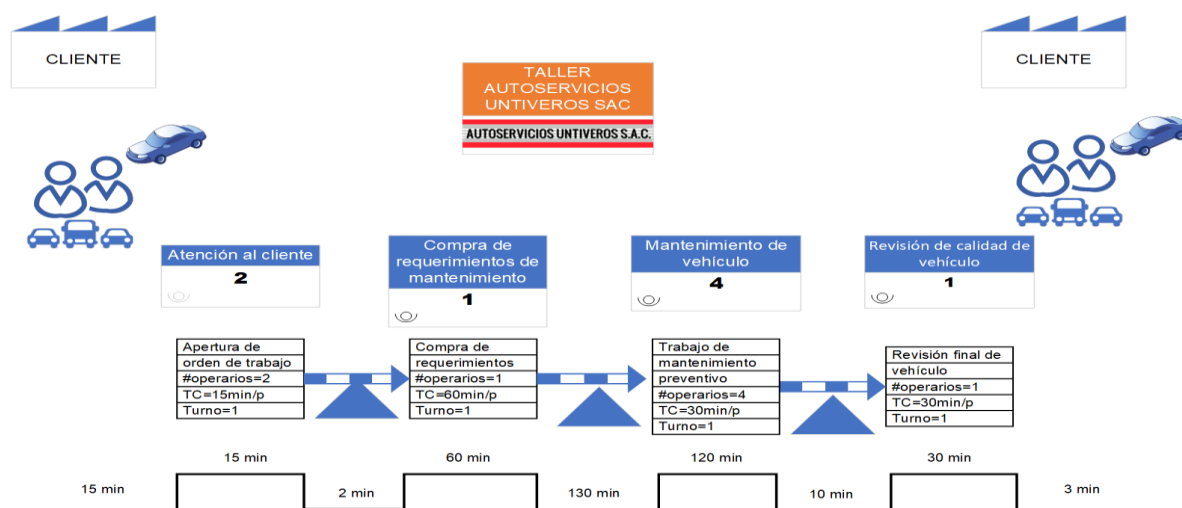 CLIENTE
CLIENTE
TALLER
AUTOSERVICIOS
UNTIVEROS SAC
AUTOSERVICIOS UNTIVEROS S.A.C.
Atención al cliente
2
Compra de
requerimientos de
mantenimiento
1
Mantenimiento de
vehiculo
4
Revisión de calidad de
vehículo
1
Apertura de
orden de trabajo
#operarios=2
TC=15min/p
Turno=1
Compra de
requerimientos
#operarios=1
TC=60min/p
Turno=1
Trabajo de
mantenimiento
preventivo
#operarios=4
TC=30min/p
Turno=1
Revisión final de
vehículo
#operarios=1
TC=30min/p
Turno=1
15 min
60 min
120 min
30 min
15 min
2 min
130 min
10 min
3 min